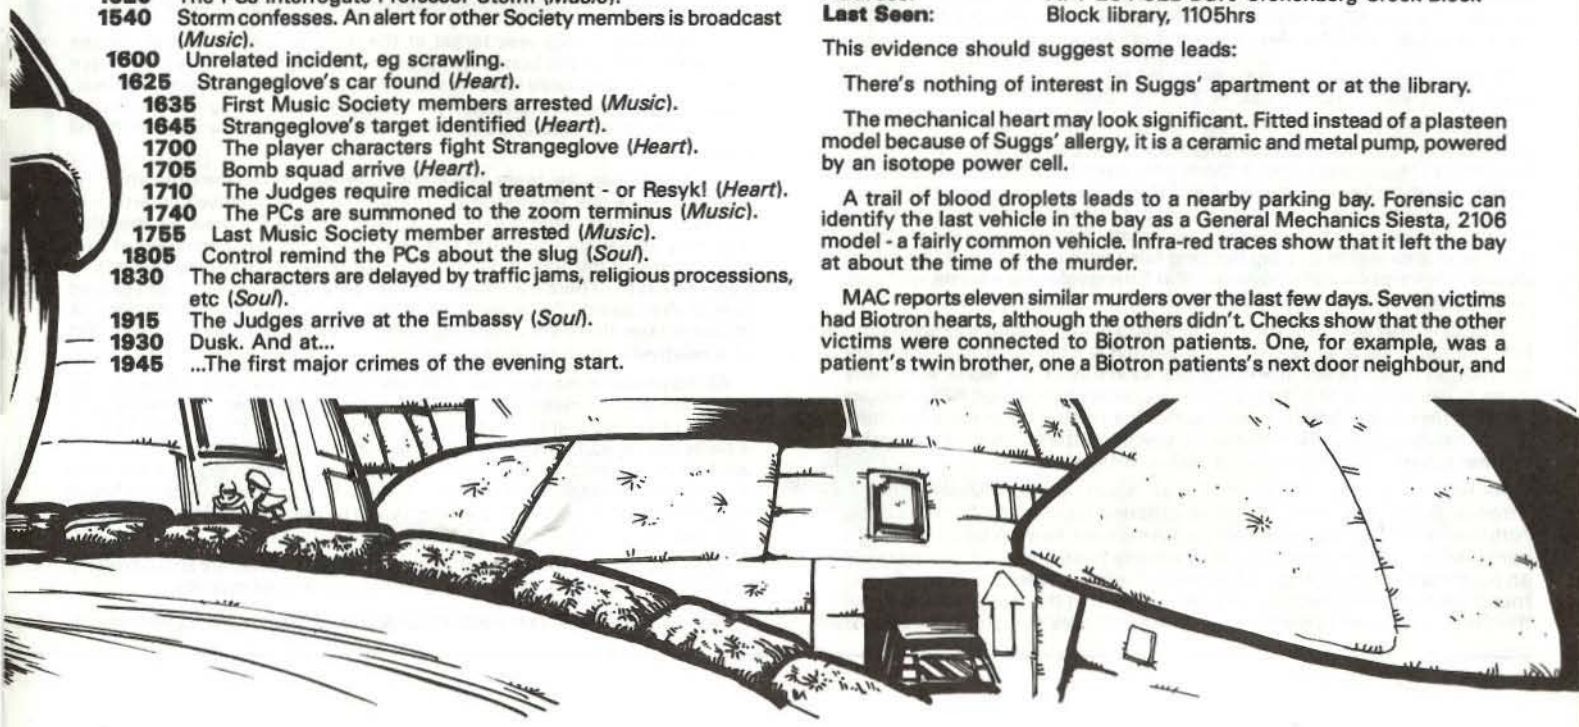 1540 Storm confesses. An alert for other Society members is broadcast
(Music).
1600 Unrelated incident, eg scrawling.
1625 Strangeglove's car found (Heart).
1635 First Music Society members arrested (Music).
1645 Strangeglove's target identified (Heart).
1700 The player characters fight Strangeglove (Heart).
1705 Bomb squad arrive (Heart).
1710 The Judges require medical treatment - or Resyk! (Heart).
1740 The PCs are summoned to the zoom terminus (Music).
1755 Last Music Society member arrested (Music).
1805 Control remind the PCs about the slug (Soul).
1830 The characters are delayed by traffic jams, religious processions,
etc (Soul).
1915 The Judges arrive at the Embassy (Soul).
1930 Dusk. And at...
1945 ...The first major crimes of the evening start.
Last Seen: Block library, 1105hrs
This evidence should suggest some leads:
There's nothing of interest in Suggs' apartment or at the library.
The mechanical heart may look significant. Fitted instead of a plasteen
model because of Suggs' allergy, it is a ceramic and metal pump, powered
by an isotope power cell.
A trail of blood droplets leads to a nearby parking bay. Forensic can
identify the last vehicle in the bay as a General Mechanics Siesta, 2106
model - a fairly common vehicle. Infra-red traces show that it left the bay
at about the time of the murder.
MAC reports eleven similar murders over the last few days. Seven victims
had Biotron hearts, although the others didn't. Checks show that the other
victims were connected to Biotron patients. One, for example, was a
patient's twin brother, one a Biotron patients's next door neighbour, and